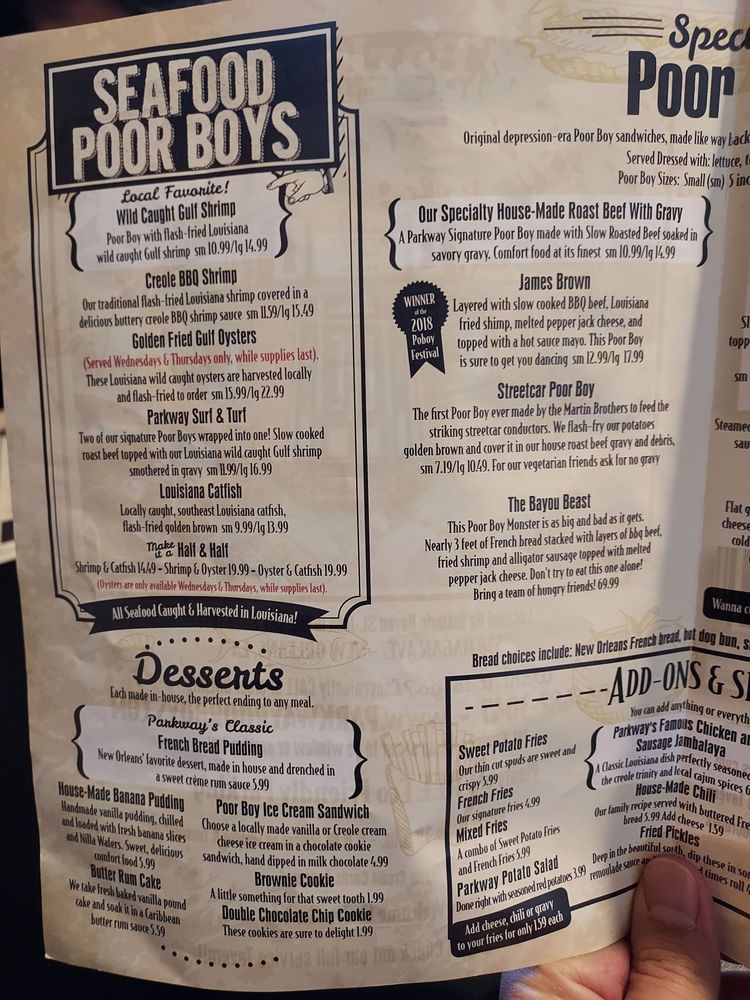 SEAFOOD
POOR BOYS
Local Favorite!
Wild Caught Gulf Shrimp
Poor Boy with flash-fried Louisiana
wild caught Gulf shrimp sm 10.99/lg 14.99
Creole BBQ Shrimp
Our traditional flash-fried Louisiana shrimp covered in a
delicious buttery creole BBQ shrimp sauce sm 11.59/lg 15.49
Golden Fried Gulf Oysters
(Served Wednesdays & Thursdays only, while supplies last).
These Louisiana wild caught oysters are harvested locally
and flash-fried to order sm 15.99/lg 22.99
Parkway Surf & Turf
Two of our signature Poor Boys wrapped into one! Slow cooked
roast beef topped with our Louisiana wild caught Gulf shrimp
smothered in gravy sm 11.99/lg 16.99
Louisiana Catfish
Locally caught, southeast Louisiana catfish,
flash-fried golden brown sm 9.99/lg 13.99
Make it a Half & Half
Shrimp & Catfish 14.49 - Shrimp & Oyster 19.99 - Oyster & Catfish 19.99
(Oysters are only available Wednesdays & Thursdays, while supplies last).
All Seafood Caught & Harvested in Louisiana!
Desserts
Each made in-house, the perfect ending to any meal.
Parkway's Classic
French Bread Pudding
New Orleans' favorite dessert, made in house and drenched in
a sweet crème rum sauce 5.99
House-Made Banana Pudding
Handmade vanilla pudding, chilled
and loaded with fresh banana slices
and Nilla Wafers. Sweet, delicious
comfort food 5.99
Butter Rum Cake
We take fresh baked vanilla pound
cake and soak it in a Caribbean
butter rum sauce 5.59
Poor Boy Ice Cream Sandwich
Choose a locally made vanilla or Creole cream
cheese ice cream in a chocolate cookie
sandwich, hand dipped in milk chocolate 4.99
Brownie Cookie
A little something for that sweet tooth 1.99
Double Chocolate Chip Cookie
These cookies are sure to delight 1.99
Spec
Poor
Original depression-era Poor Boy sandwiches, made like way back
Served Dressed with: lettuce, t
Poor Boy Sizes: Small (sm) 5 inc
Our Specialty House-Made Roast Beef With Gravy
A Parkway Signature Poor Boy made with Slow Roasted Beef soaked in
savory gravy. Comfort food at its finest sm 10.99/lg 14.99
WINNER
of the
2018
Poboy
Festival
James Brown
Layered with slow cooked BBQ beef, Louisiana
fried shimp, melted pepper jack cheese, and
topped with a hot sauce mayo. This Poor Boy
is sure to get you dancing sm 12.99/lg 17.99
Streetcar Poor Boy
The first Poor Boy ever made by the Martin Brothers to feed the
striking streetcar conductors. We flash-fry our potatoes
golden brown and cover it in our house roast beef gravy and debris,
sm 7.19/lg 10.49. For our vegetarian friends ask for no gravy
The Bayou Beast
This Poor Boy Monster is as big and bad as it gets.
Nearly 3 feet of French bread stacked with layers of bbq beef,
fried shrimp and alligator sausage topped with melted
pepper jack cheese. Don't try to eat this one alone!
Bring a team of hungry friends! 69.99
Sl
topp
sm
Steamed
sau
Flat g
cheese
cold
Wanna c
Bread choices include: New Orleans French bread, hot dog bun, s
ADD-ONS & SI
You can add anything or everyth
Sweet Potato Fries
Our thin cut spuds are sweet and
crispy 5.99
French Fries
Our signature fries 4.99
Mixed Fries
A combo of Sweet Potato Fries
and French Fries 5.99
Parkway Potato Salad
Done right with seasoned red potatoes 3.99
Add cheese, chili or gravy
to your fries for only 1.59 each
Parkway's Famous Chicken an
Sausage Jambalaya
A Classic Louisiana dish perfectly seasone
the creole trinity and local cajun spices 6
House-Made Chili
Our family recipe served with buttered Fre
bread 5.99 Add cheese 1.59
Fried Pickles
Deep in the beautiful south, dip these in so
remoulade sauce an d times roll 4